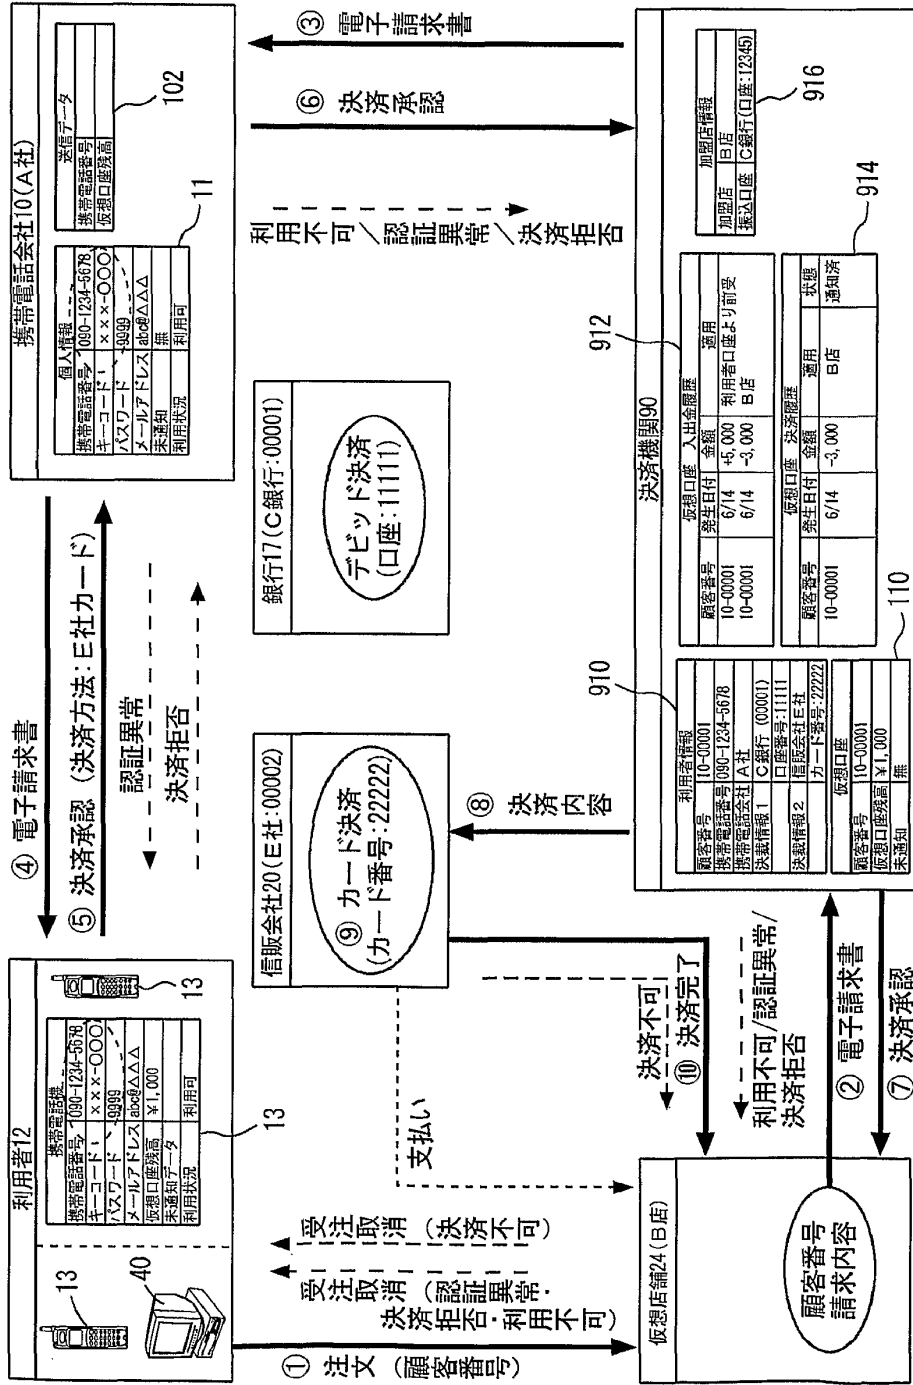 利用者12
13
40
携帯電話機
携帯電話番号 090-1234-5678
キーコード ×××-○○○
パスワード 9999
メールアドレス abc@△△△
仮想口座残高 ¥1,000
未通知データ
利用状況 利用可
13
13
④ 電子請求書
⑤ 決済承認 (決済方法:E社カード)
認証異常
決済拒否
携帯電話会社10(A社)
個人情報
携帯電話番号 090-1234-5678
キーコード ×××-○○○
パスワード 9999
メールアドレス abc@△△△
未通知 無
利用状況 利用可
11
送信データ
携帯電話番号
仮想口座残高
102
① 注文 (顧客番号)
受注取消 (認証異常・
決済拒否・利用不可)
受注取消 (決済不可)
支払い
信販会社20(E社:00002)
⑨ カード決済
(カード番号:22222)
銀行17(C銀行:00001)
デビッド決済
(口座:11111)
利用不可/認証異常/決済拒否
⑥ 決済承認
③ 電子請求書
決済不可
⑩ 決済完了
⑧ 決済内容
利用不可/認証異常/
決済拒否
② 電子請求書
⑦ 決済承認
仮想店舗24(B店)
顧客番号
請求内容
決済機関90
910
利用者情報
顧客番号 10-00001
携帯電話番号 090-1234-5678
携帯電話会社 A社
決裁情報1 C銀行 (00001)
口座番号:11111
決裁情報2 信販会社E社
カード番号:22222
仮想口座
顧客番号 10-00001
仮想口座残高 ¥1,000
未通知 無
110
912
仮想口座 入出金履歴
顧客番号 発生日付 金額 適用
10-00001 6/14 +5,000 利用者口座より前受
10-00001 6/14 -3,000 B店
仮想口座 決済履歴
顧客番号 発生日付 金額 適用 状態
10-00001 6/14 -3,000 B店 通知済
914
加盟店情報
加盟店 B店
振込口座 C銀行(口座:12345)
916